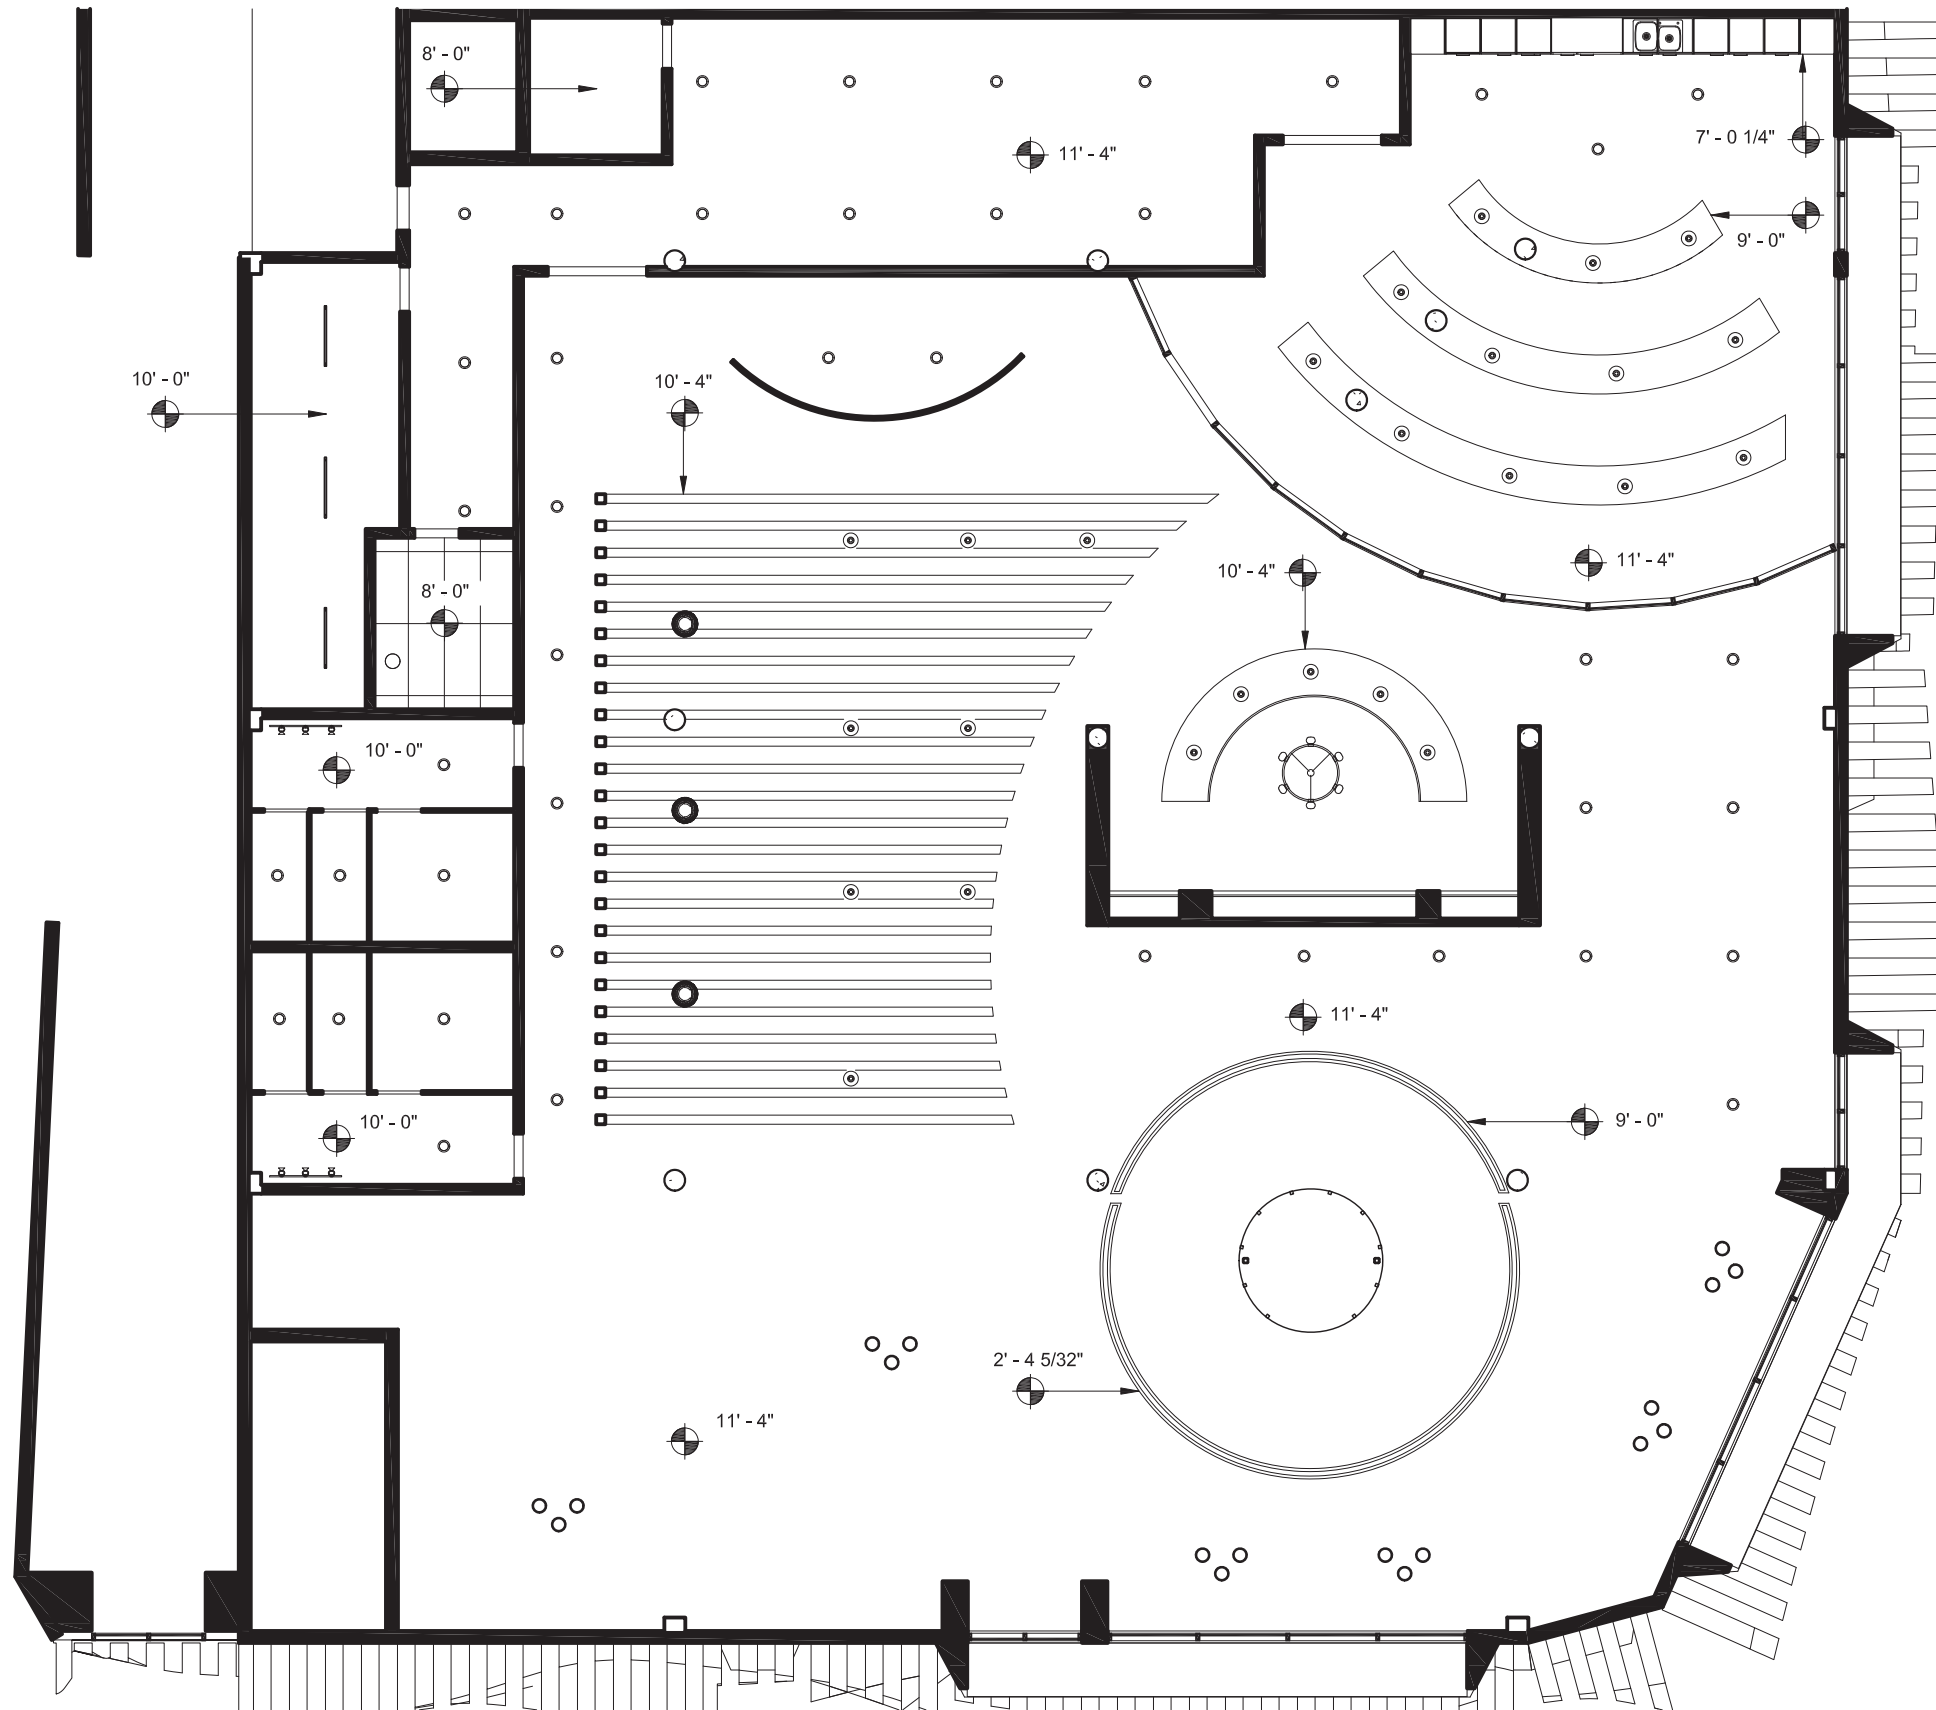 8' - 0"
7' - 0 1/4"
11' - 4"
9' - 0"
10' - 0"
10' - 4"
11' - 4"
10' - 4"
8' - 0"
10' - 0"
11' - 4"
10' - 0"
9' - 0"
2' - 4 5/32"
11' - 4"